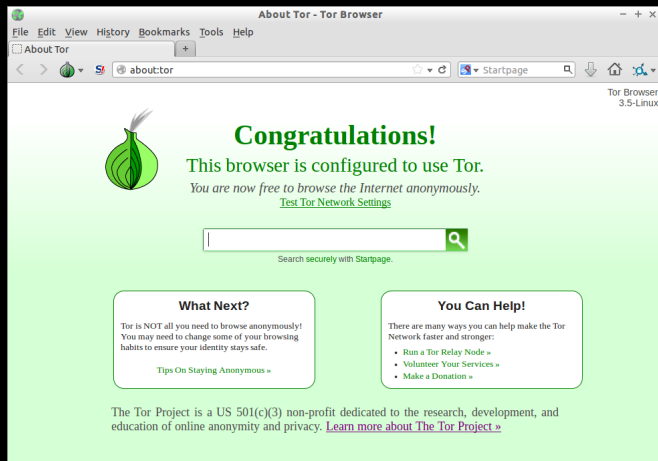 About Tor - Tor Browser
File Edit View History Bookmarks Tools Help
About Tor
about:tor
Startpage
Tor Browser
3.5-Linux
Congratulations!
This browser is configured to use Tor.
You are now free to browse the Internet anonymously.
Test Tor Network Settings
Search securely with Startpage.
What Next?
Tor is NOT all you need to browse anonymously!
You may need to change some of your browsing
habits to ensure your identity stays safe.
Tips On Staying Anonymous »
You Can Help!
There are many ways you can help make the Tor
Network faster and stronger:
• Run a Tor Relay Node »
• Volunteer Your Services »
• Make a Donation »
The Tor Project is a US 501(c)(3) non-profit dedicated to the research, development, and
education of online anonymity and privacy. Learn more about The Tor Project »